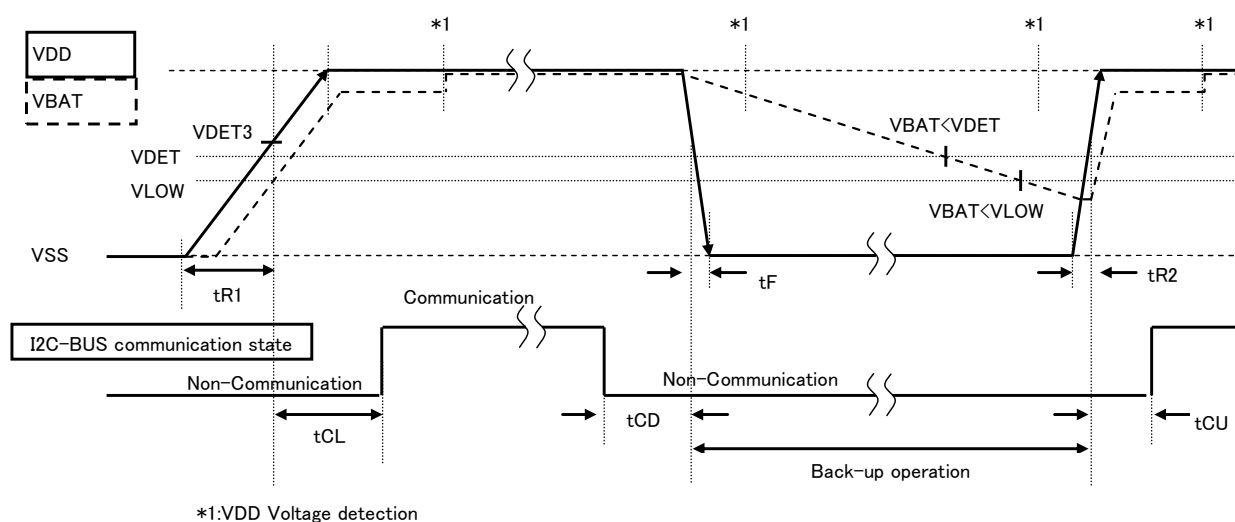 *1 *1 *1 *1
VDD
VBAT
VDET3
VDET
VLOW
VBAT<VDET
VBAT<VLOW
VSS
tR1
tF
tR2
Communication
I2C-BUS communication state
Non-Communication
Non-Communication
tCL
tCD
tCU
Back-up operation
*1:VDD Voltage detection